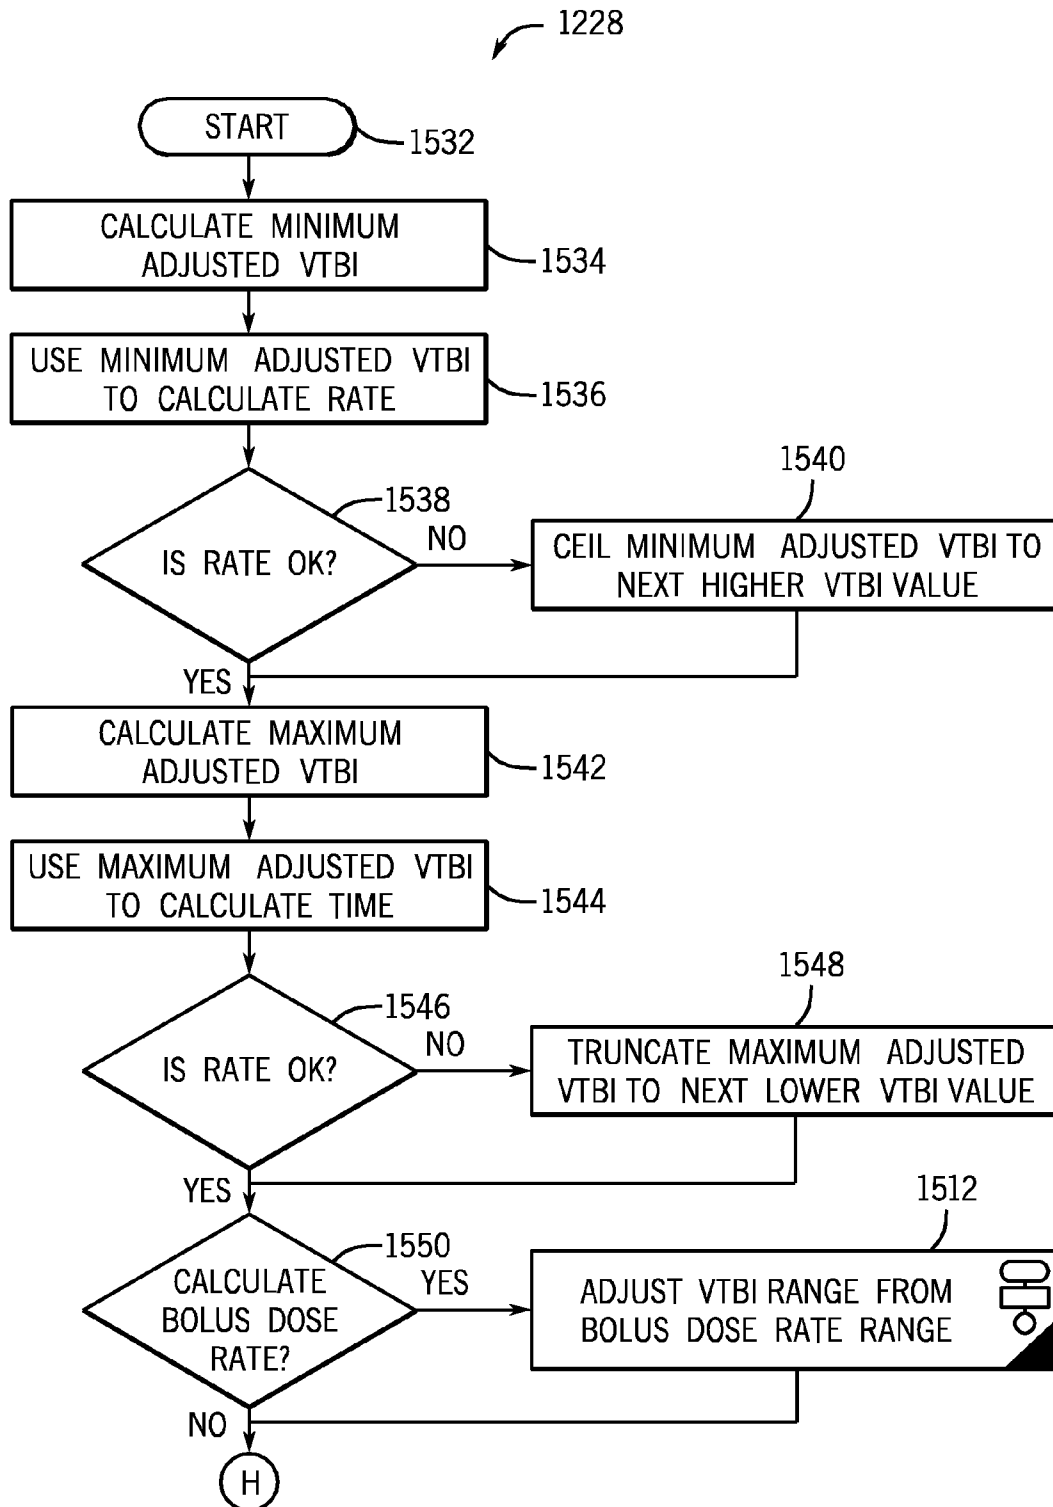 1228
START
1532
CALCULATE MINIMUM
ADJUSTED VTBI
1534
USE MINIMUM ADJUSTED VTBI
TO CALCULATE RATE
1536
1538
IS RATE OK?
NO
1540
CEIL MINIMUM ADJUSTED VTBI TO
NEXT HIGHER VTBI VALUE
YES
CALCULATE MAXIMUM
ADJUSTED VTBI
1542
USE MAXIMUM ADJUSTED VTBI
TO CALCULATE TIME
1544
1546
IS RATE OK?
NO
1548
TRUNCATE MAXIMUM ADJUSTED
VTBI TO NEXT LOWER VTBI VALUE
YES
1550
CALCULATE
BOLUS DOSE
RATE?
YES
1512
ADJUST VTBI RANGE FROM
BOLUS DOSE RATE RANGE
NO
H